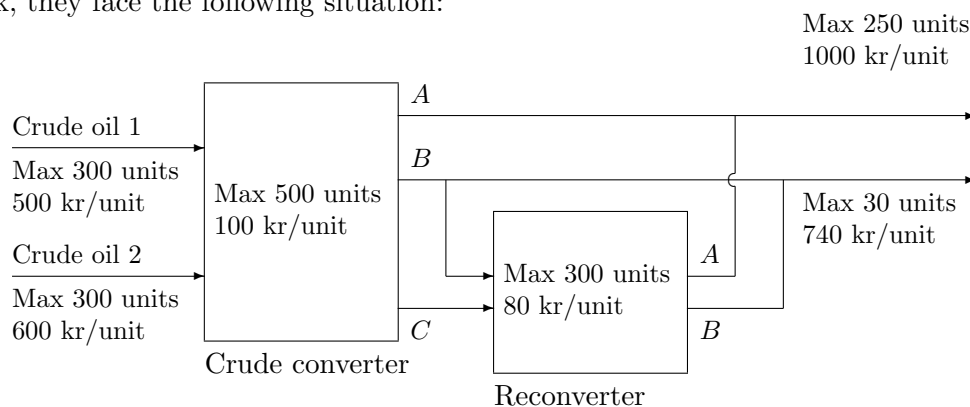 they face the following situation:
Max 250 units
1000 kr/unit
A
Crude oil 1
Max 300 units
500 kr/unit
B
Max 500 units
100 kr/unit
Max 30 units
740 kr/unit
Crude oil 2
Max 300 units
600 kr/unit
A
Max 300 units
80 kr/unit
C
B
Crude converter
Reconverter